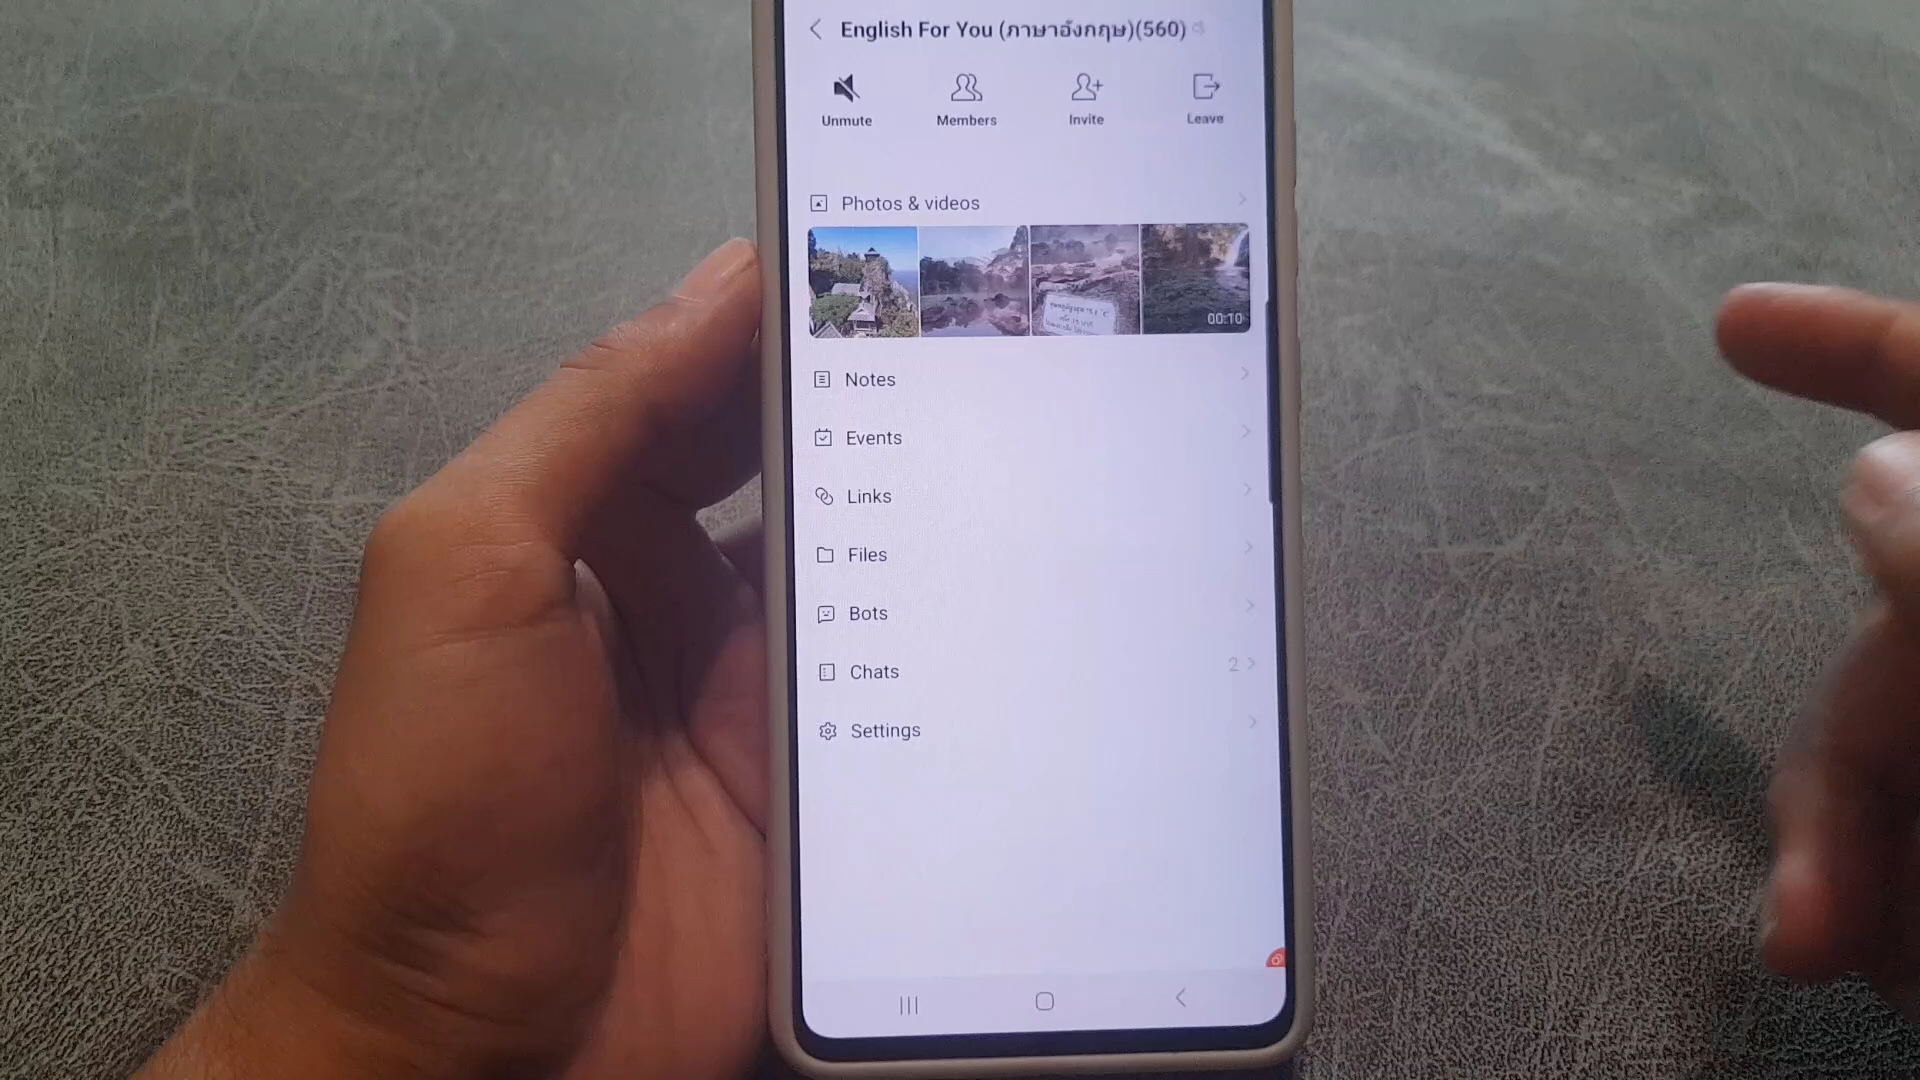 English For You (ภาษาอังกฤษ)(560)
Unmute
Members
Invite
Leave
Photos & videos
00:10
Notes
Events
Links
Files
Bots
Chats
2
Settings